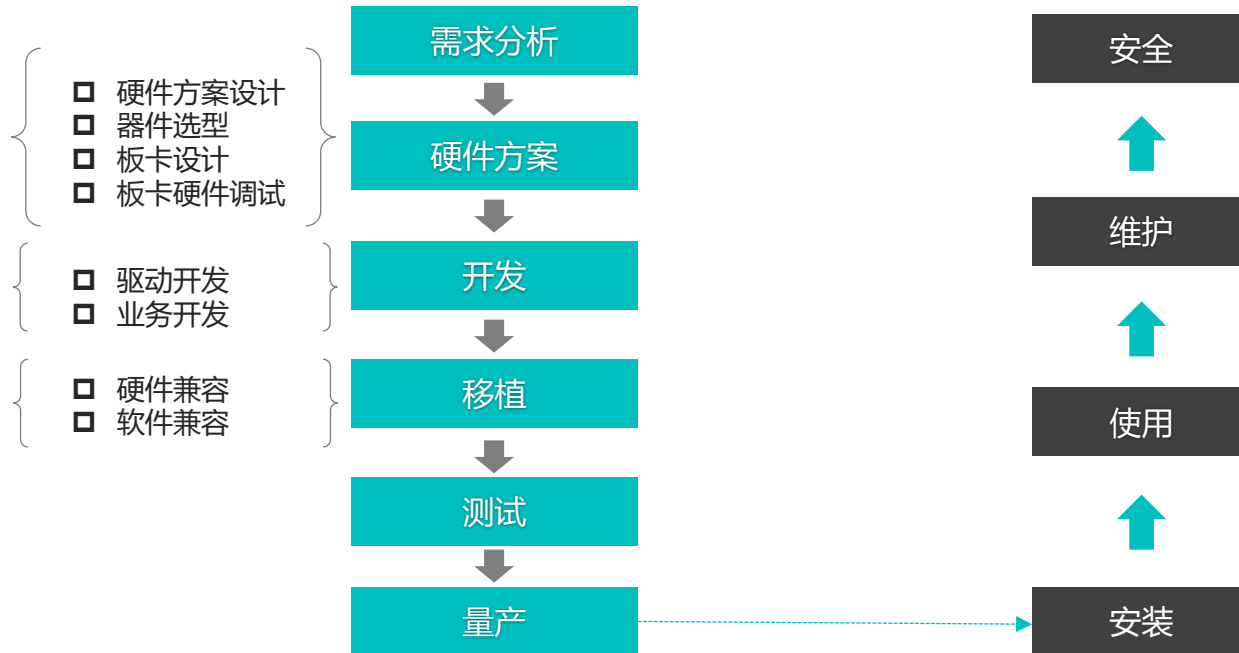 需求分析
硬件方案设计
器件选型
板卡设计
板卡硬件调试
硬件方案
驱动开发
业务开发
开发
硬件兼容
软件兼容
移植
测试
量产
安全
维护
使用
安装